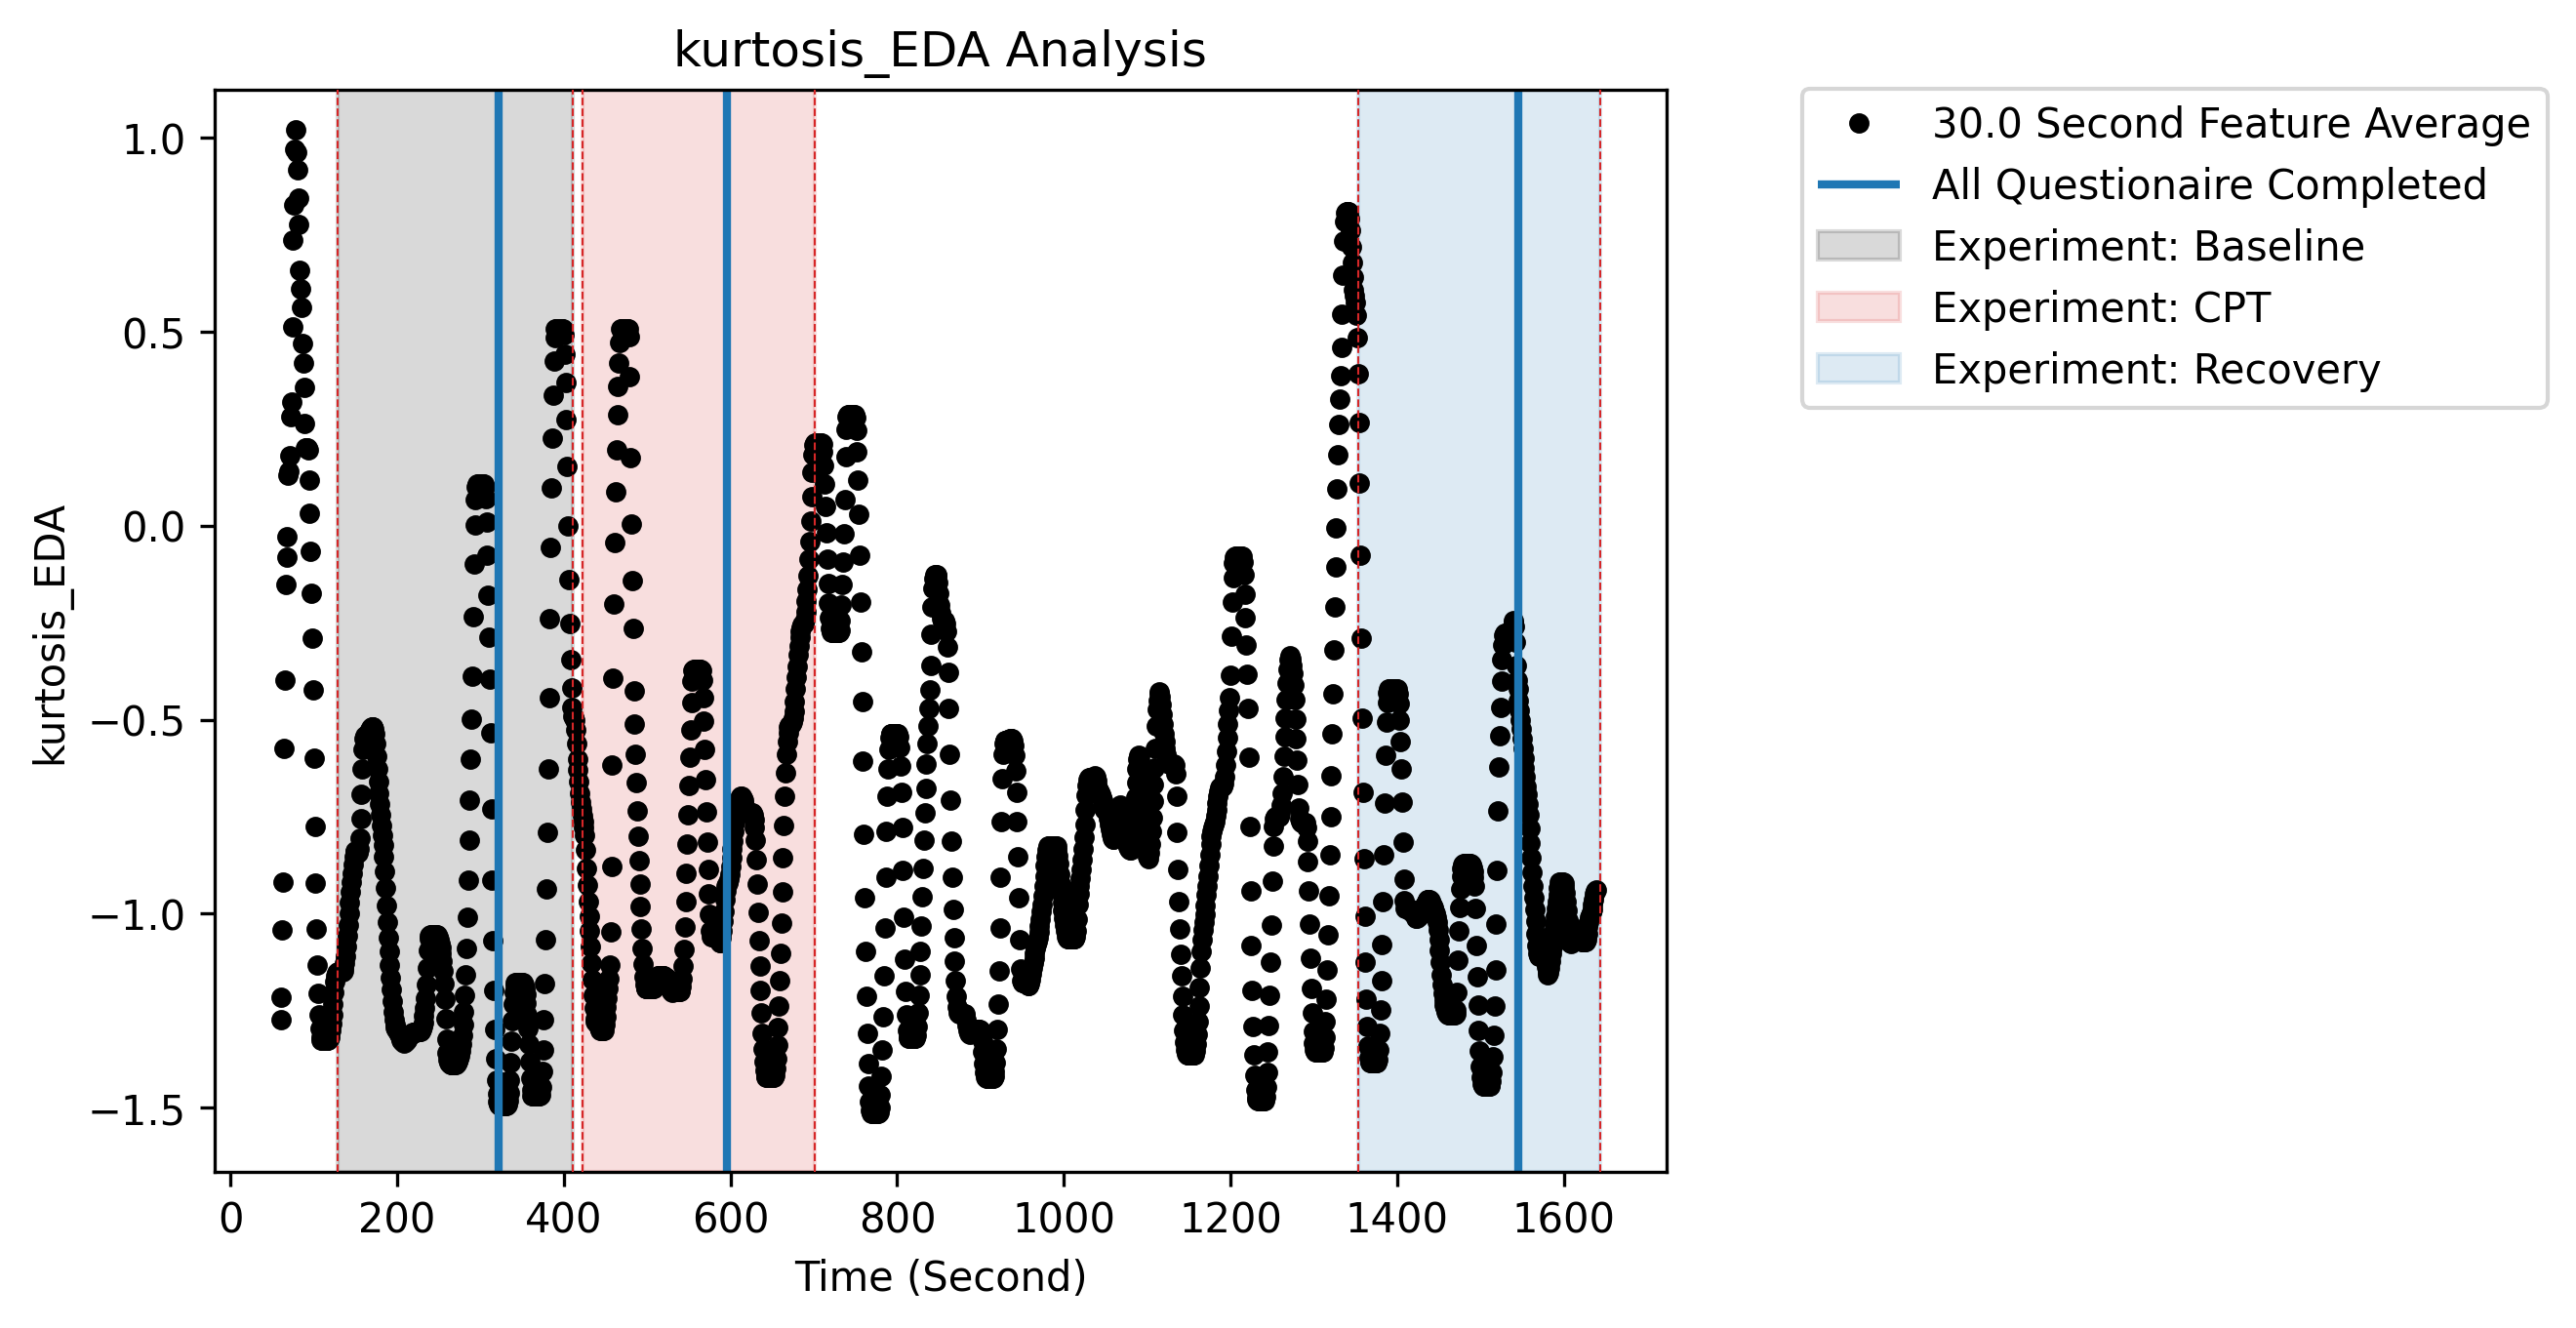 kurtosis_EDA Analysis
30.0 Second Feature Average
All Questionaire Completed
Experiment: Baseline
Experiment: CPT
Experiment: Recovery
kurtosis_EDA
1.0
0.5
0.0
−0.5
−1.0
−1.5
0 200 400 600 800 1000 1200 1400 1600
Time (Second)